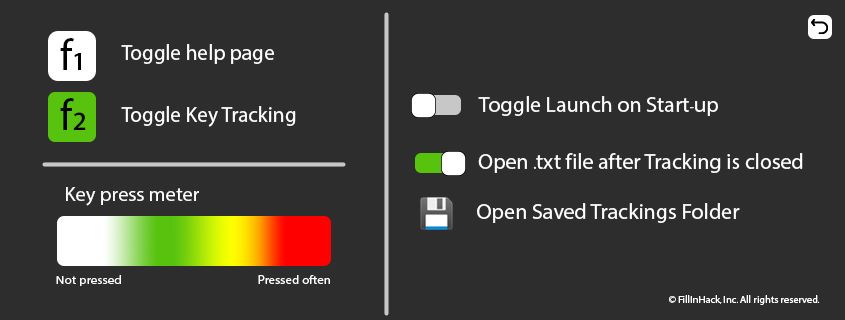 f1 Toggle help page
f2 Toggle Key Tracking
Key press meter
Not pressed Pressed often
Toggle Launch on Start-up
Open .txt file after Tracking is closed
Open Saved Trackings Folder
© FillInHack, Inc. All rights reserved.